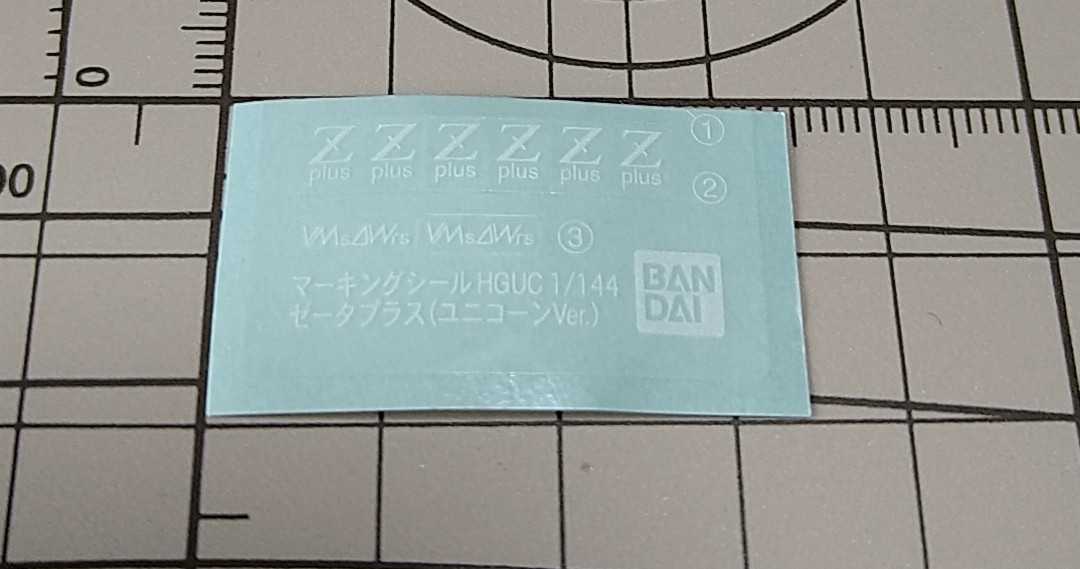 0
00
Z Z Z Z Z Z ①
plus plus plus plus plus plus ②
VMsΔWrs VMsΔWrs ③
マーキングシール HGUC 1/144
ゼータプラス(ユニコーンVer.)
BAN
DAI